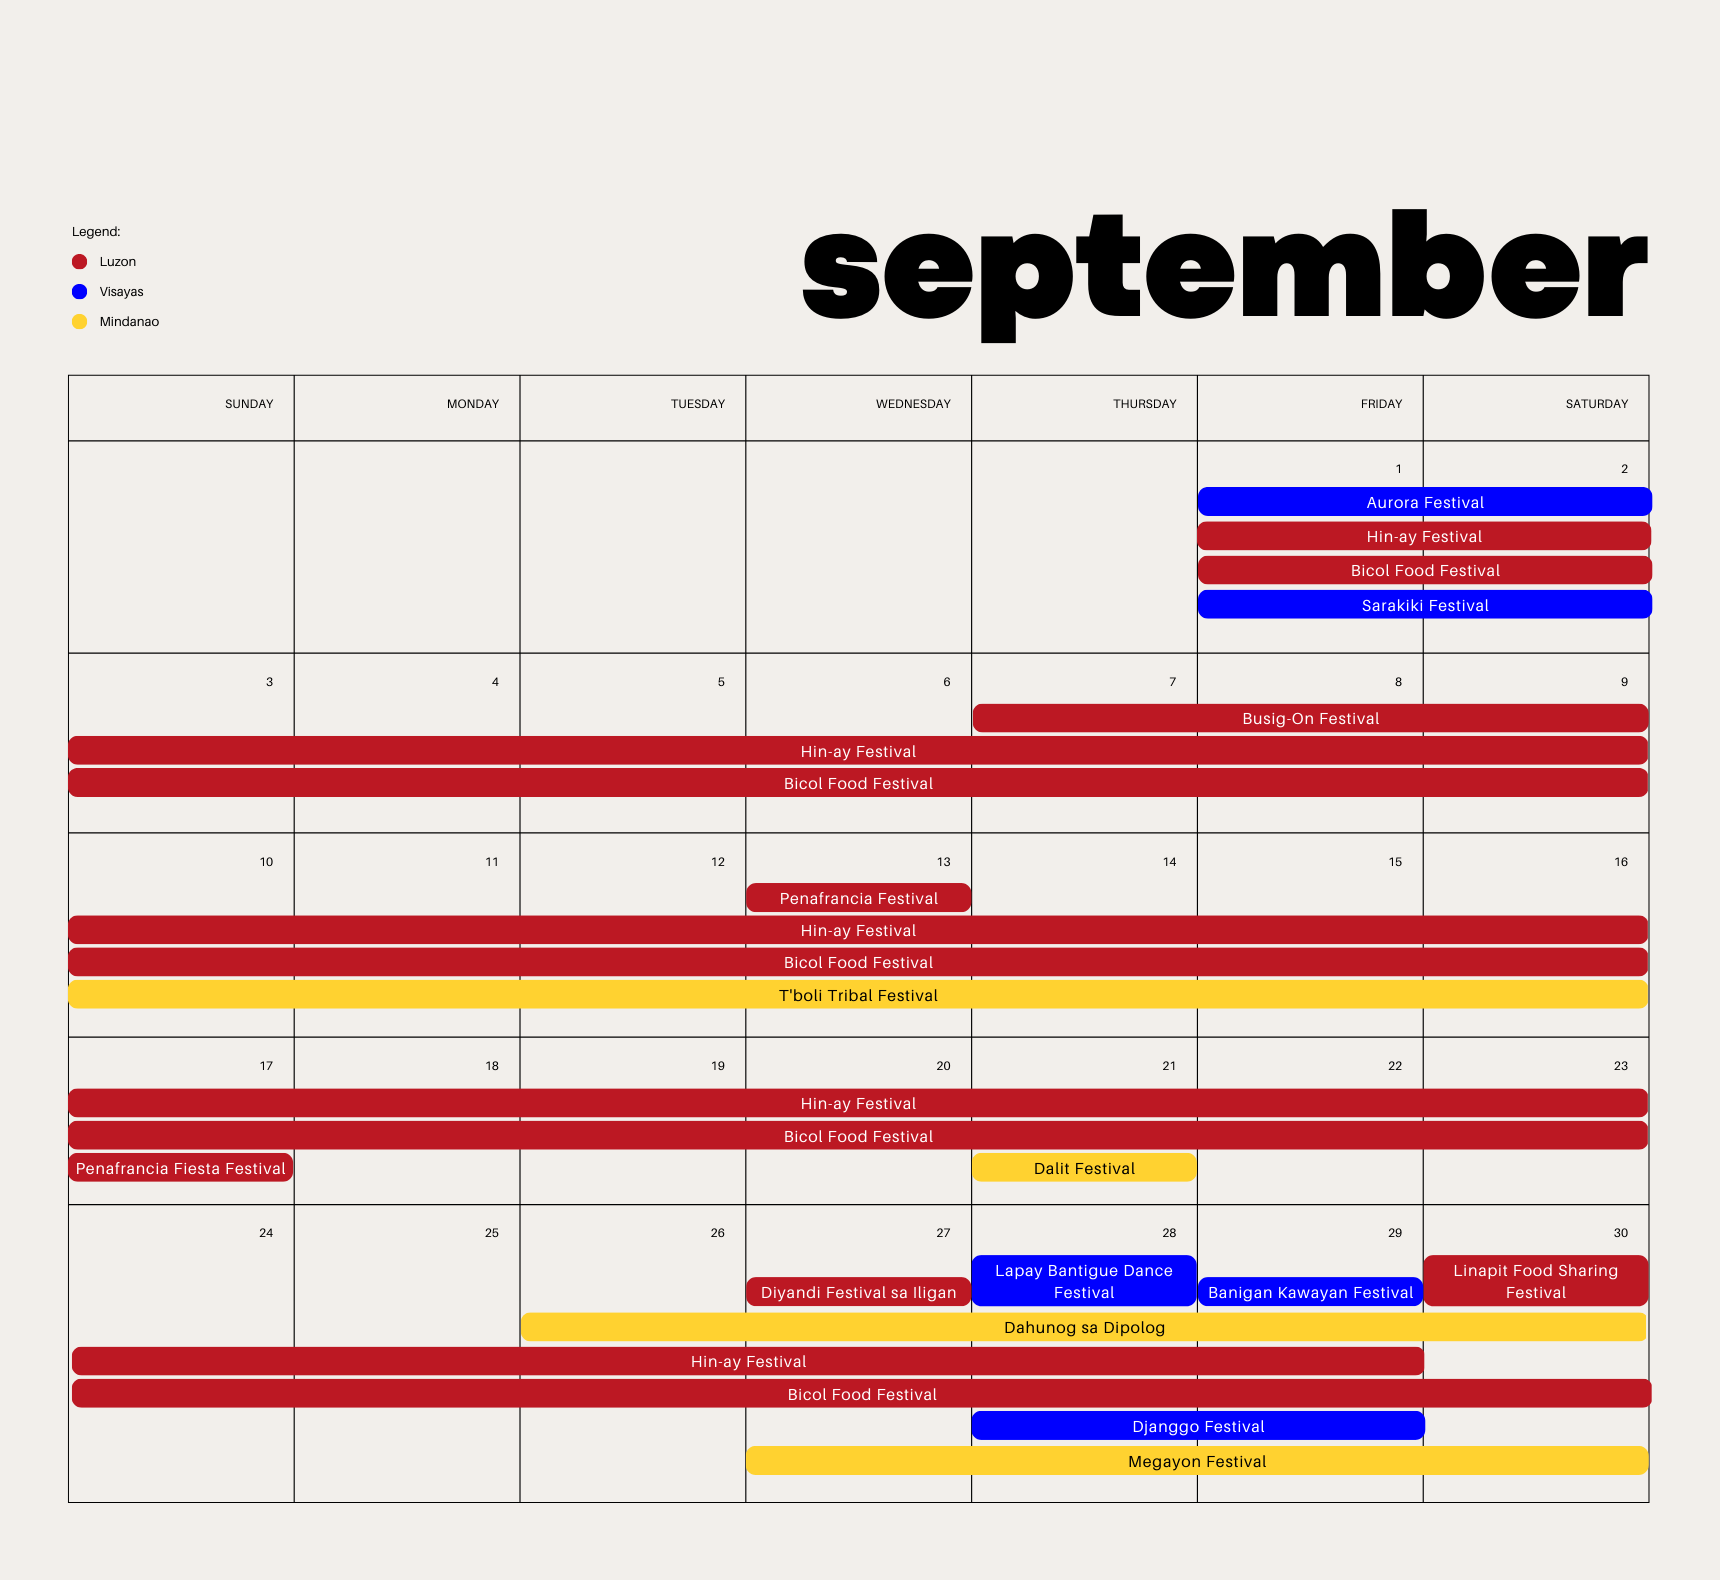 september
Legend:
Luzon
Visayas
Mindanao
SUNDAY MONDAY TUESDAY WEDNESDAY THURSDAY FRIDAY SATURDAY
1 2
Aurora Festival
Hin-ay Festival
Bicol Food Festival
Sarakiki Festival
3 4 5 6 7 8 9
Busig-On Festival
Hin-ay Festival
Bicol Food Festival
10 11 12 13 14 15 16
Penafrancia Festival
Hin-ay Festival
Bicol Food Festival
T'boli Tribal Festival
17 18 19 20 21 22 23
Hin-ay Festival
Bicol Food Festival
Penafrancia Fiesta Festival Dalit Festival
24 25 26 27 28 29 30
Diyandi Festival sa Iligan
Lapay Bantigue Dance
Festival
Banigan Kawayan Festival
Linapit Food Sharing
Festival
Dahunog sa Dipolog
Hin-ay Festival
Bicol Food Festival
Djanggo Festival
Megayon Festival